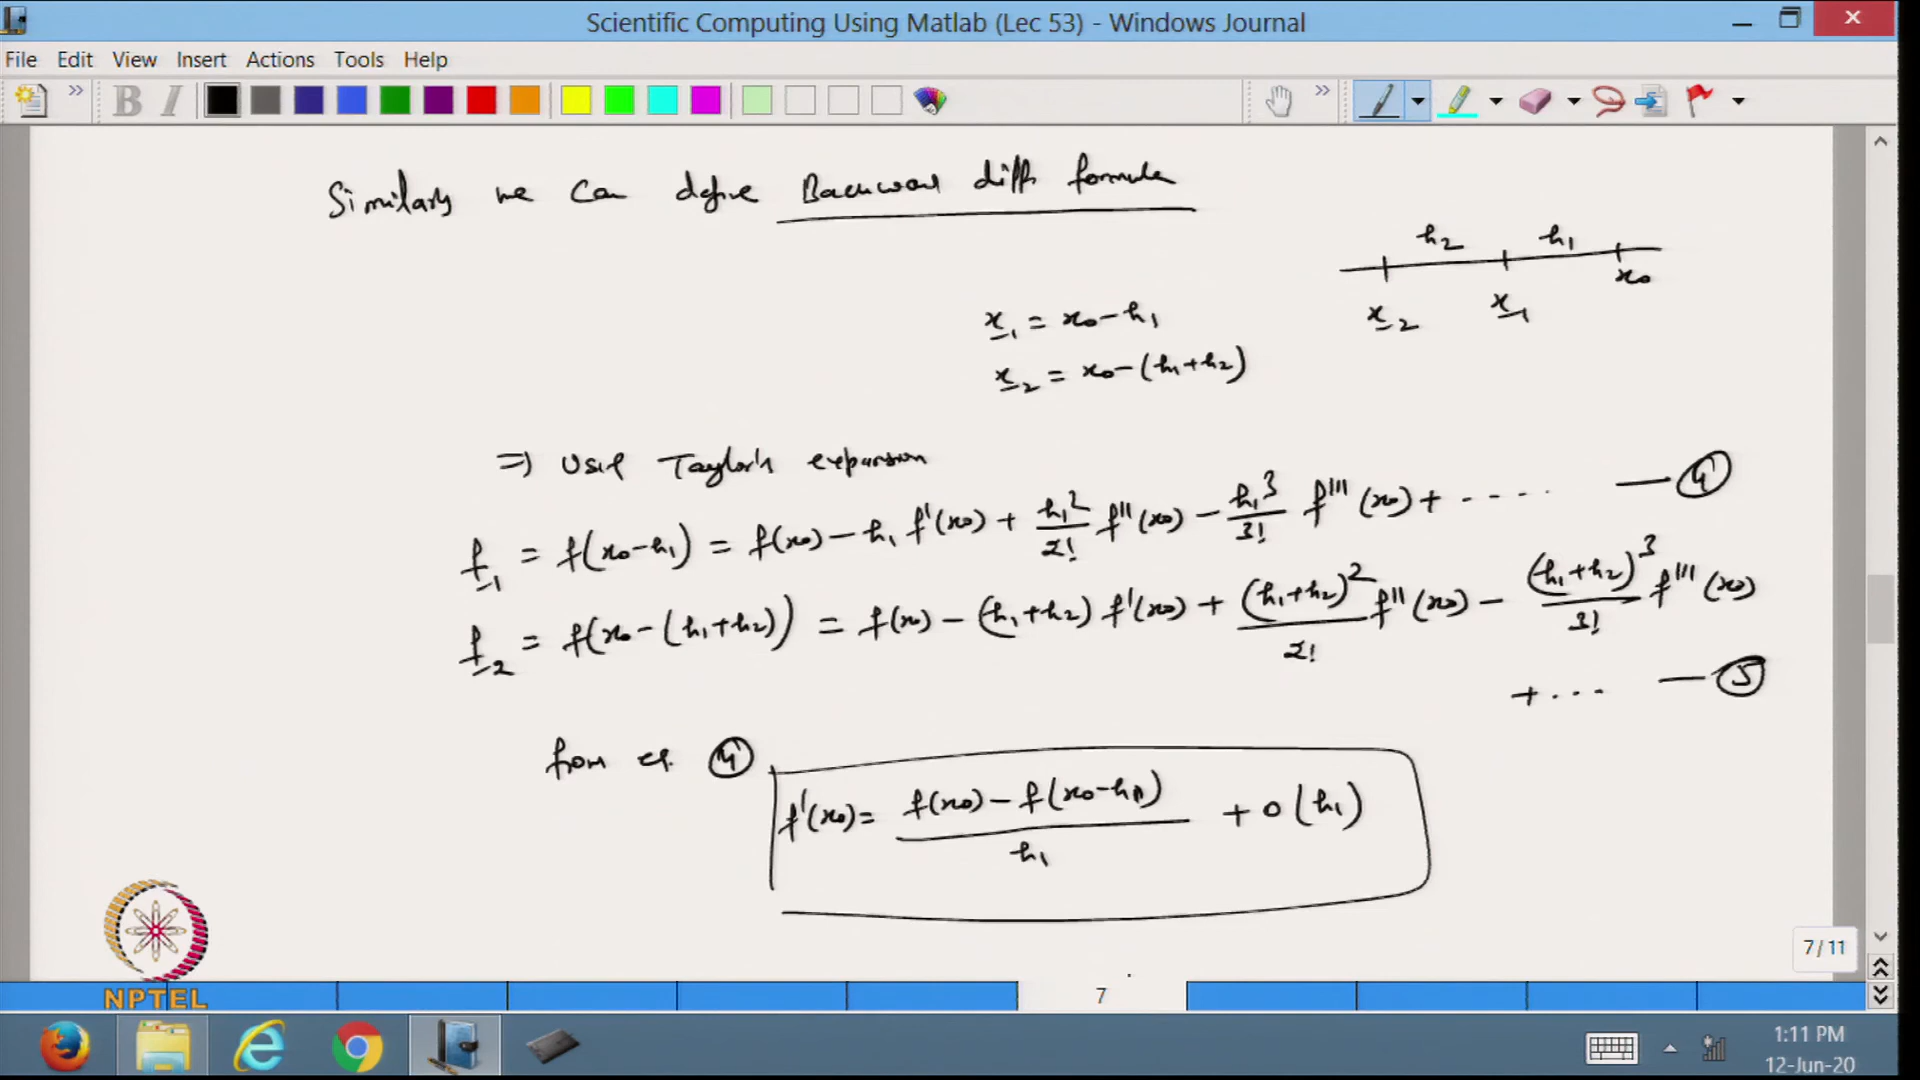 Scientific Computing Using Matlab (Lec 53) - Windows Journal
File Edit View Insert Actions Tools Help
B I
Similarly we can define Backward diff formula
h₂ h₁
x₋₂ x₋₁ x₀
x₋₁ = x₀-h₁
x₋₂ = x₀-(h₁+h₂)
⇒ Use Taylor's expansion
f₋₁ = f(x₀-h₁) = f(x₀) - h₁ f'(x₀) + h₁²/2! f''(x₀) - h₁³/3! f'''(x₀) + ..... — ④
f₋₂ = f(x₀-(h₁+h₂)) = f(x₀) - (h₁+h₂) f'(x₀) + (h₁+h₂)²/2! f''(x₀) - (h₁+h₂)³/3! f'''(x₀)
+ ... — ⑤
from eq. ④
f'(x₀) = f(x₀) - f(x₀-h₁)/h₁ + O(h₁)
NPTEL
7/11
7
1:11 PM
12-Jun-20